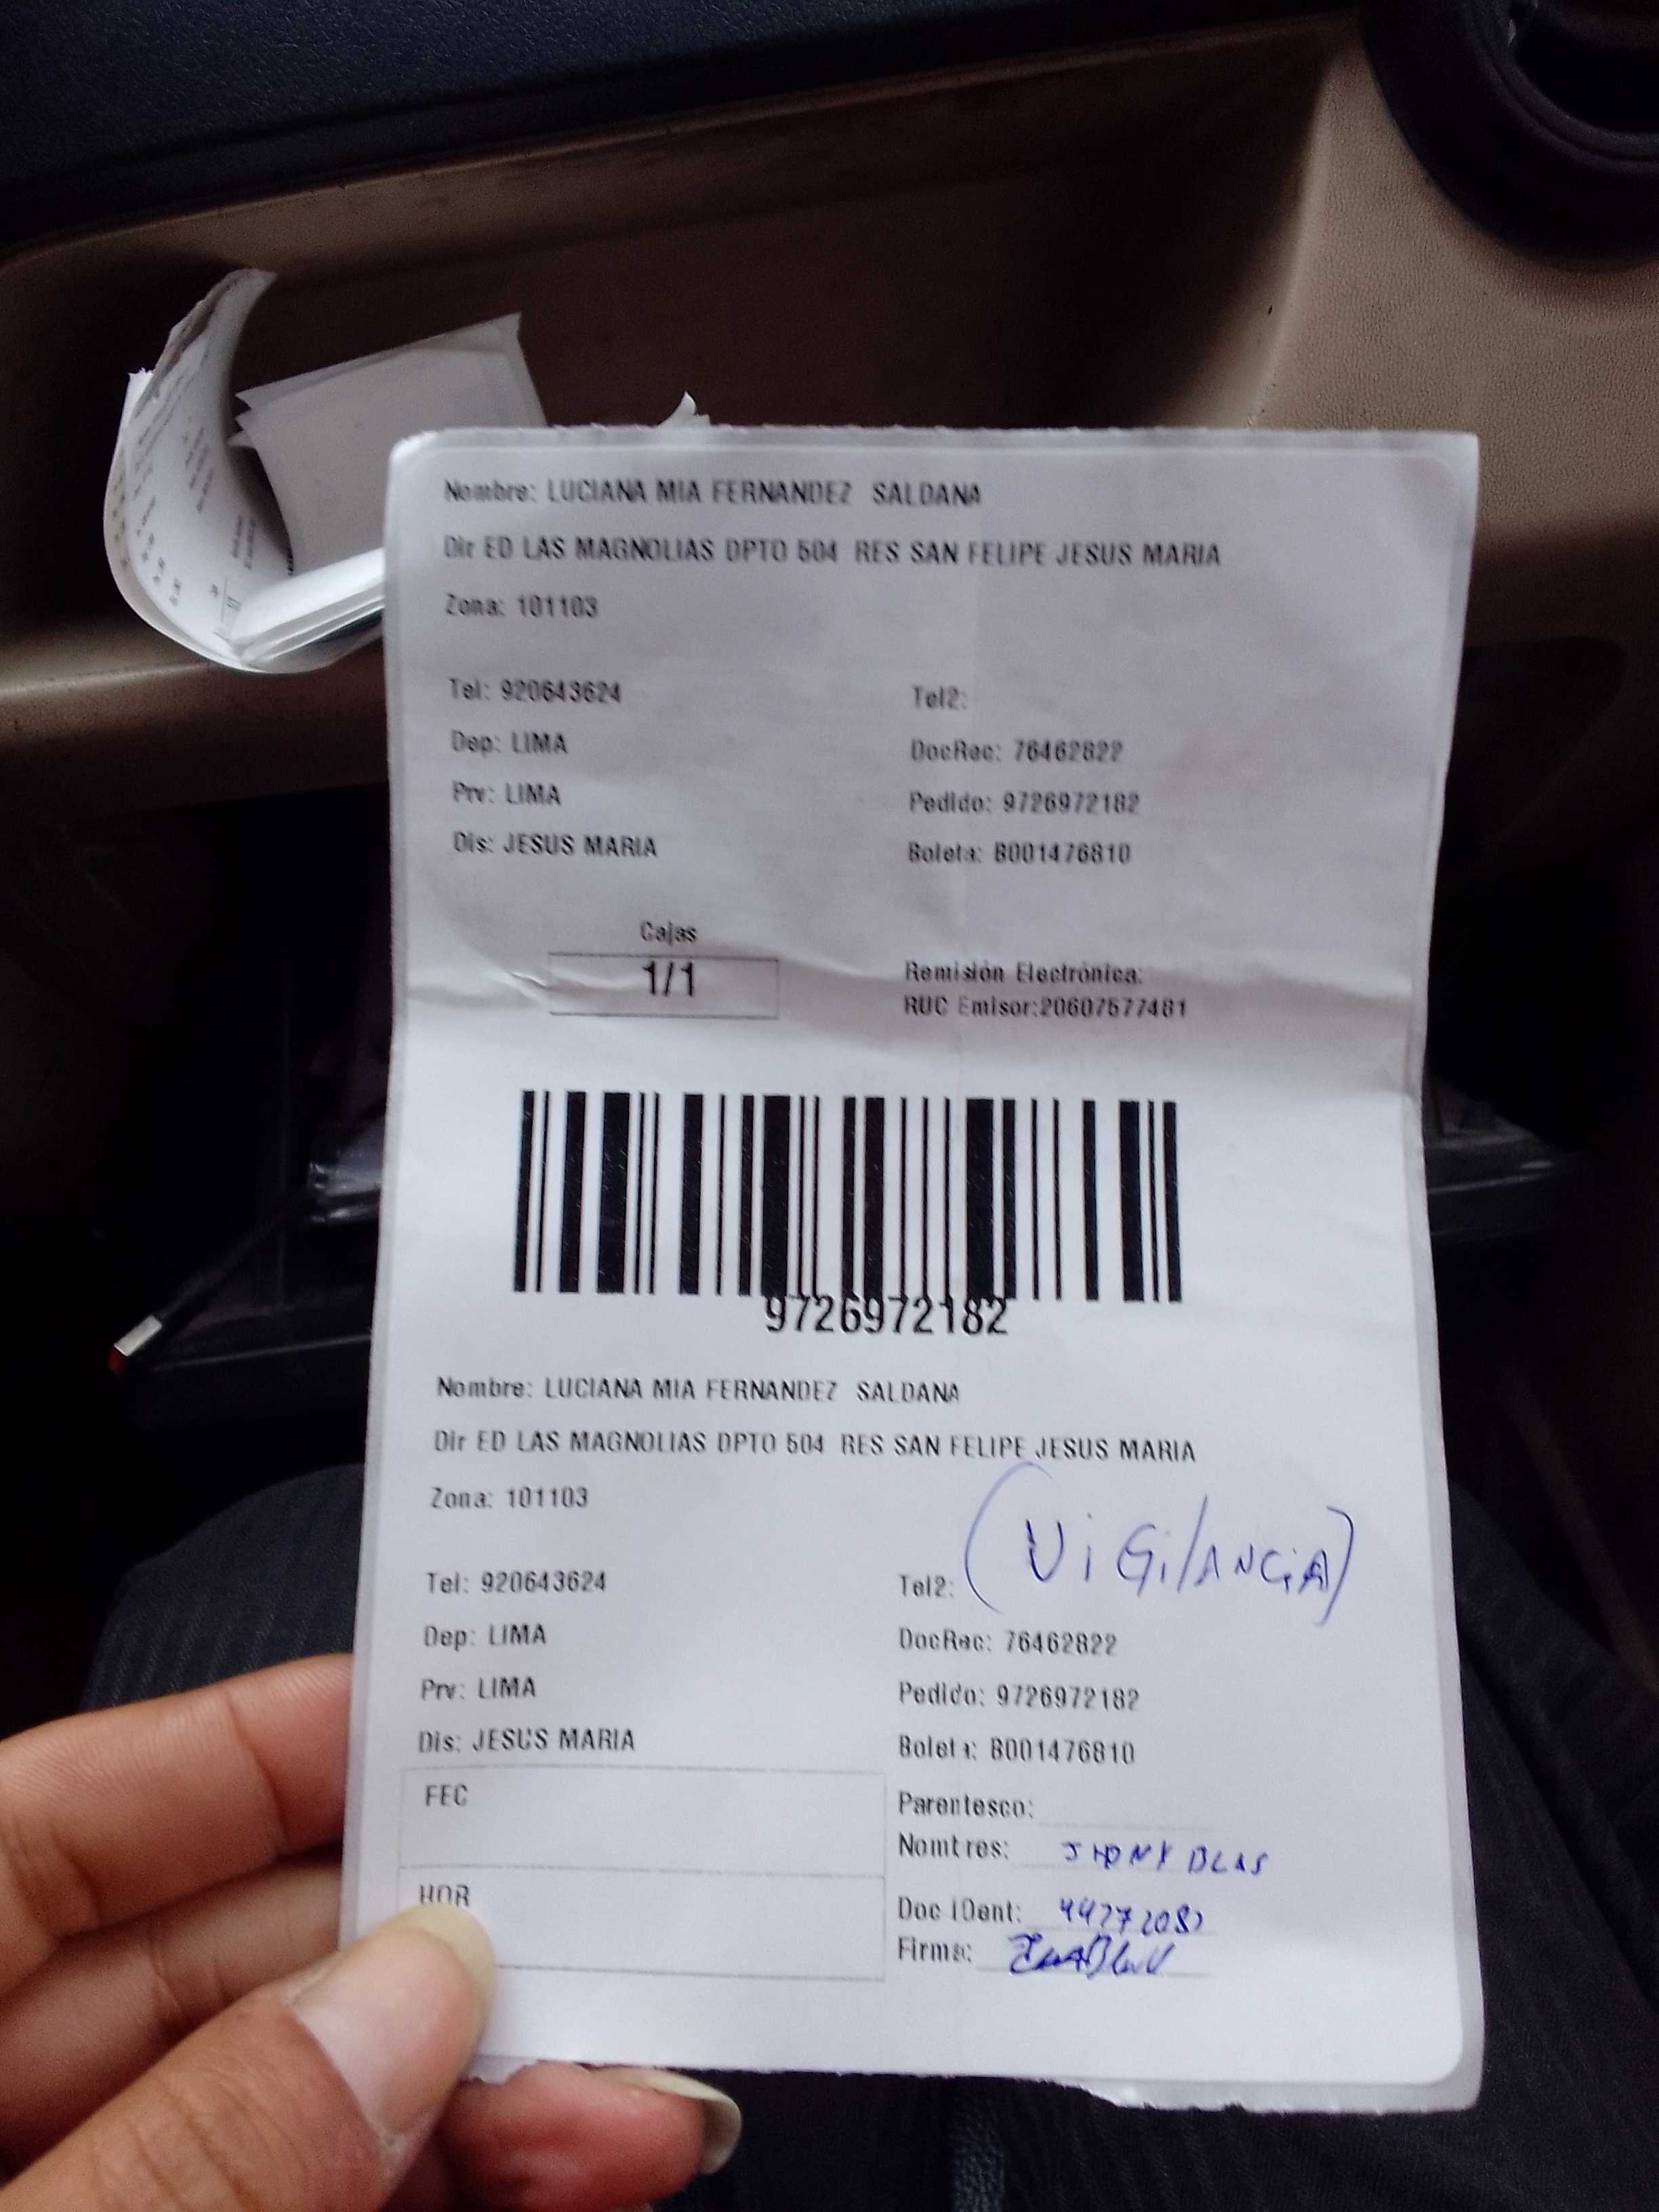 Nombre: LUCIANA MIA FERNANDEZ SALDANA
Dir ED LAS MAGNOLIAS DPTO 504 RES SAN FELIPE JESUS MARIA
Zona: 101103
Tel: 920643624 Tel2:
Dep: LIMA DocRec: 76462822
Prv: LIMA Pedido: 9726972182
Dis: JESUS MARIA Boleta: B001476810
Cajas
1/1
Remisión Electrónica:
RUC Emisor:20607577481
9726972182
Nombre: LUCIANA MIA FERNANDEZ SALDANA
Dir ED LAS MAGNOLIAS DPTO 504 RES SAN FELIPE JESUS MARIA
Zona: 101103
(ViGilANCiA)
Tel: 920643624 Tel2:
Dep: LIMA DocRec: 76462822
Prv: LIMA Pedido: 9726972182
Dis: JESUS MARIA Boleta: B001476810
FEC
Parentesco:
Nombres: JHONY BLAS
HOR
Doc iDent:
Firma: